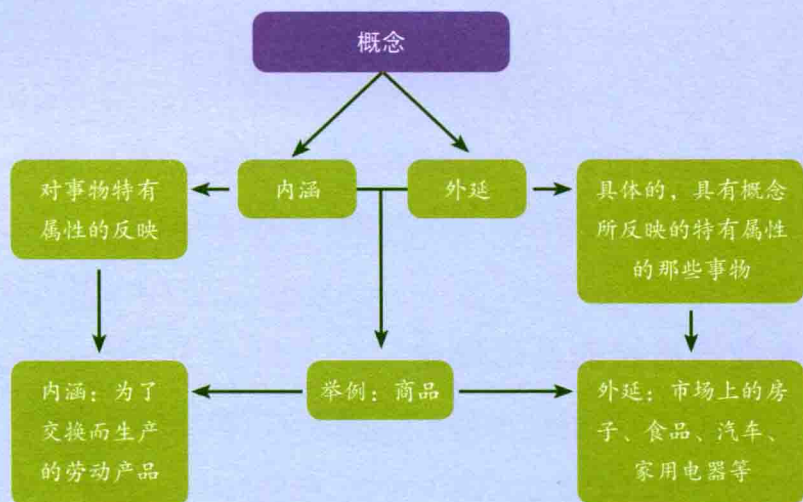 概念
对事物特有
属性的反映
内涵
外延
具体的，具有概念
所反映的特有属性
的那些事物
内涵：为了
交换而生产
的劳动产品
举例：商品
外延：市场上的房
子、食品、汽车、
家用电器等